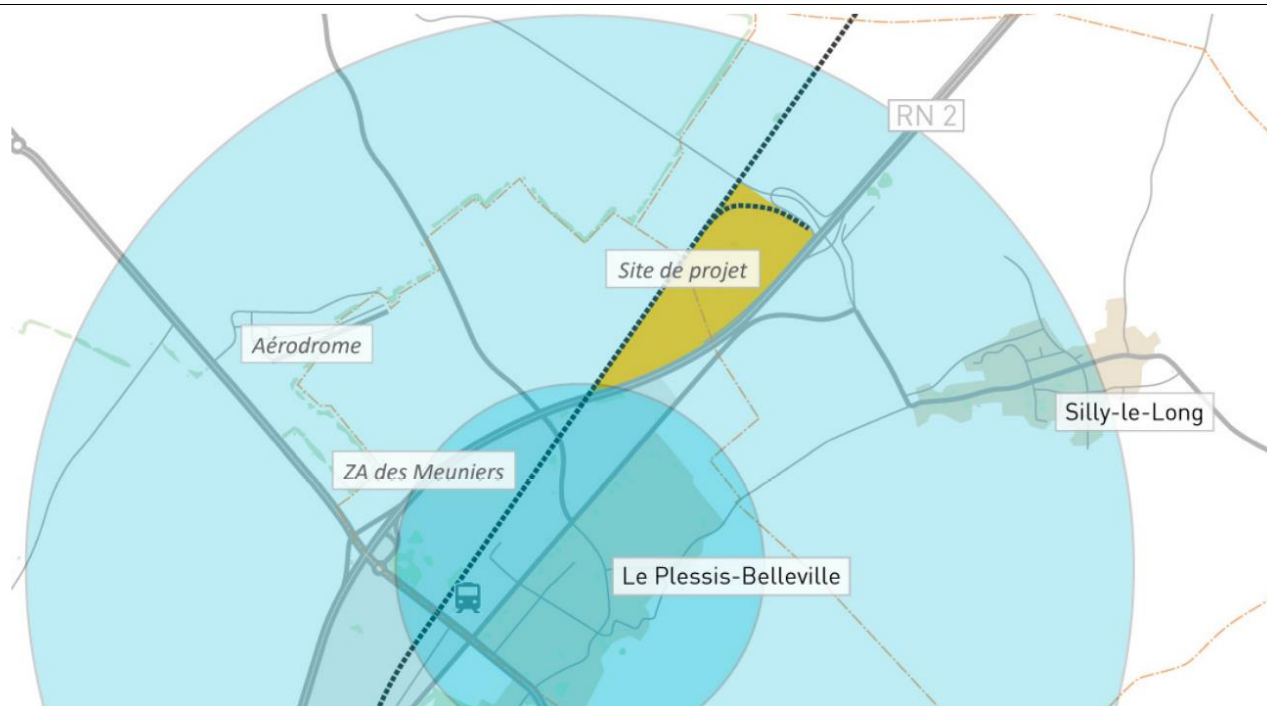 RN 2
Site de projet
Aérodrome
Silly-le-Long
ZA des Meuniers
Le Plessis-Belleville